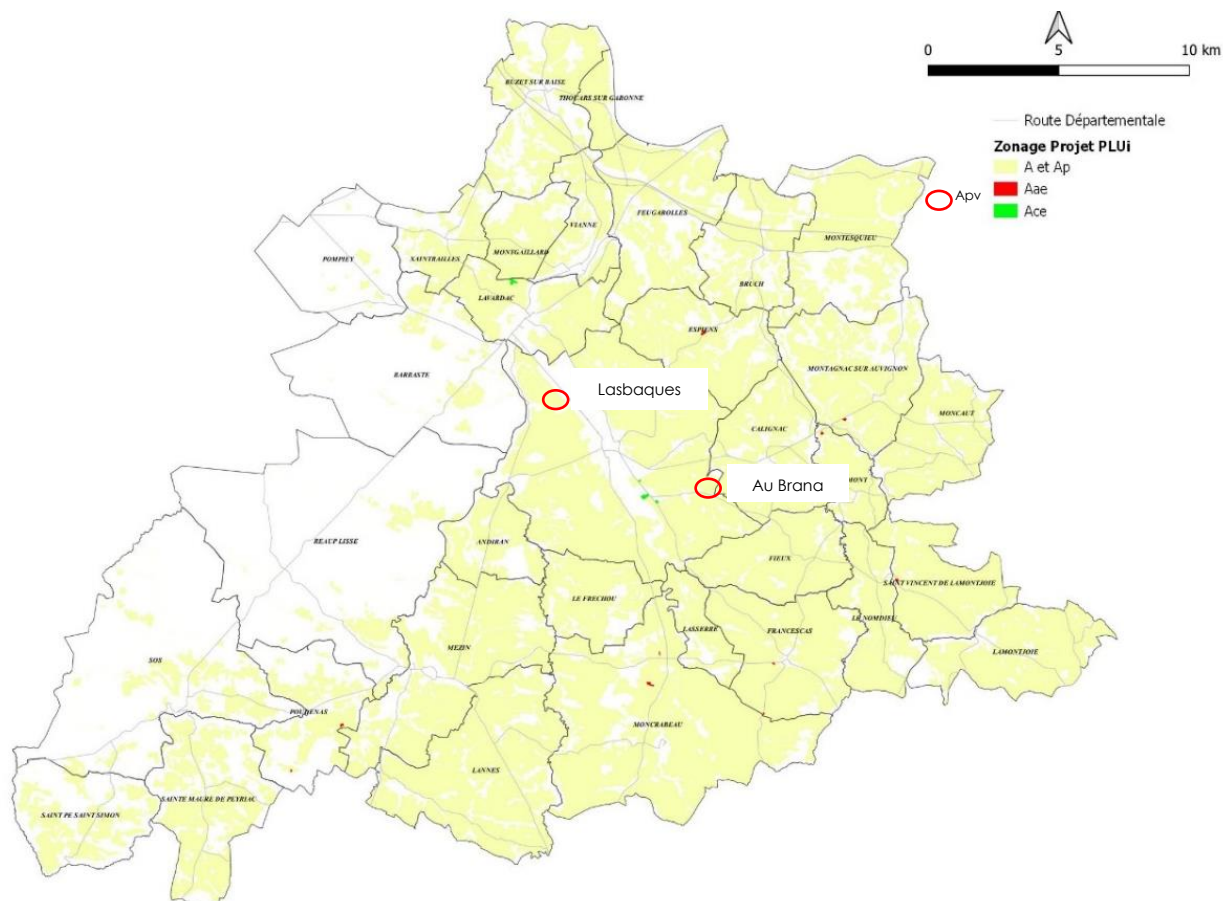 0 5 10 km
Route Départementale
Zonage Projet PLUi
A et Ap
Aae
Ace
Apv
BUZET SUR BAISE
THOUARS SUR GARONNE
FEUGAROLLES
VIANNE
MONTESQUIEU
MONTGAILLARD
XAINTRAILLES
POMPIEY
BRUCH
LAVARDAC
ESPIENS
BARBASTE
MONTAGNAC SUR AUVIGNON
Lasbaques
MONCAUT
CALIGNAC
Au Brana
MONT
REAUP LISSE
ANDIRAN
FIEUX
SAINT VINCENT DE LAMONTJOIE
LE FRECHOU
LE NOMDIEU
LASSERRE
FRANCESCAS
MEZIN
LAMONTJOIE
SOS
POUDENAS
MONCRABEAU
LANNES
SAINTE MAURE DE PEYRIAC
SAINT PE SAINT SIMON